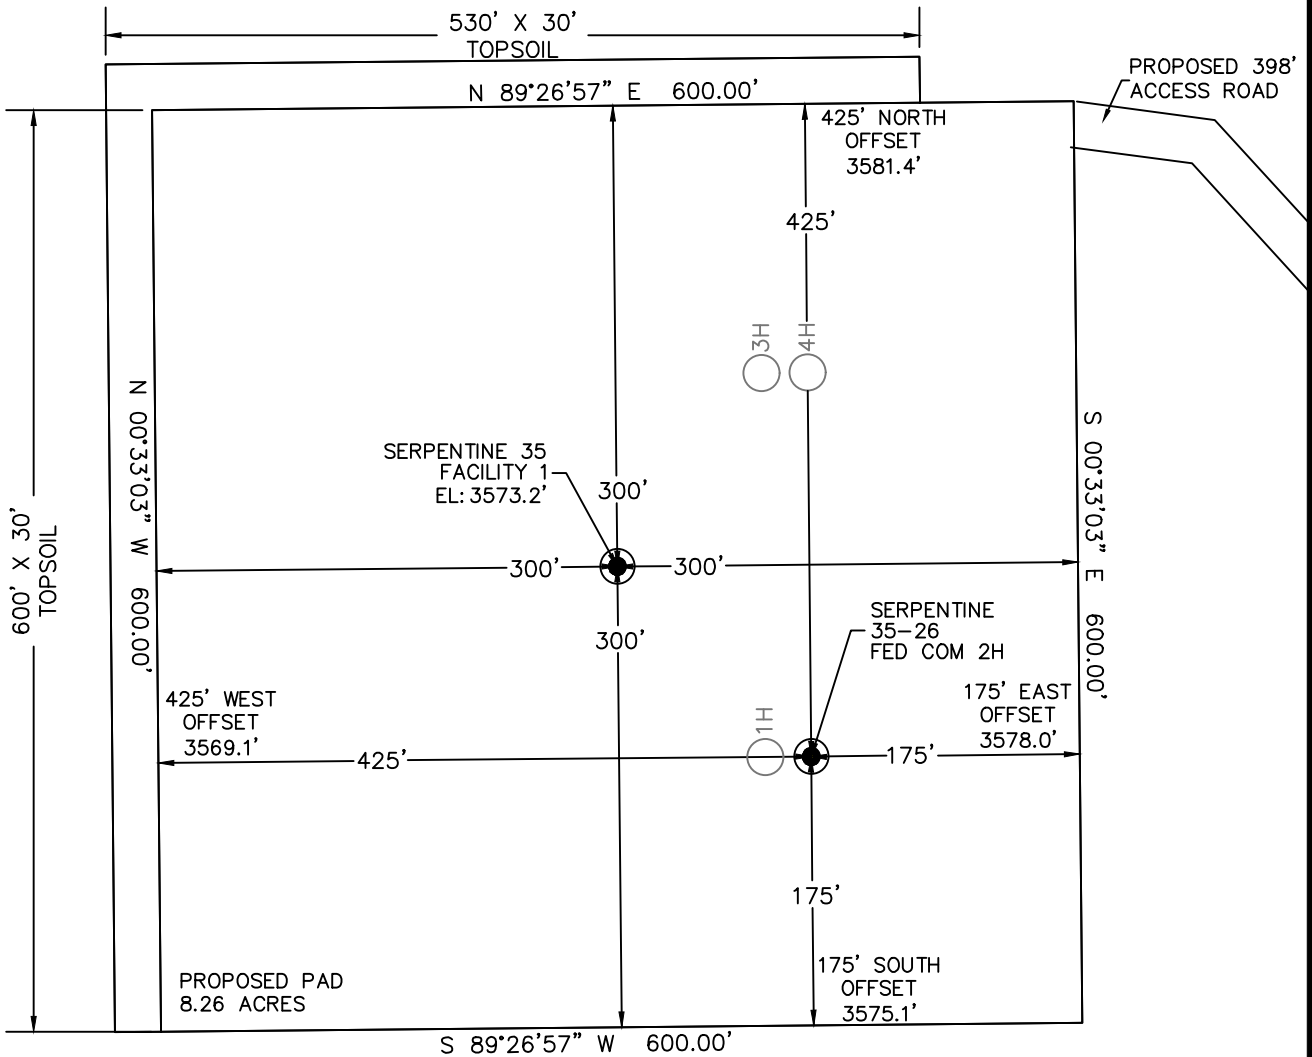 530' X 30'
TOPSOIL
N 89°26'57" E 600.00'
PROPOSED 398'
ACCESS ROAD
425' NORTH
OFFSET
3581.4'
425'
3H
4H
N 00°33'03" W 600.00'
S 00°33'03" E 600.00'
SERPENTINE 35
FACILITY 1
EL: 3573.2'
300'
600' X 30'
TOPSOIL
300'
300'
300'
SERPENTINE
35-26
FED COM 2H
425' WEST
OFFSET
3569.1'
175' EAST
OFFSET
3578.0'
1H
425'
175'
175'
PROPOSED PAD
8.26 ACRES
175' SOUTH
OFFSET
3575.1'
S 89°26'57" W 600.00'